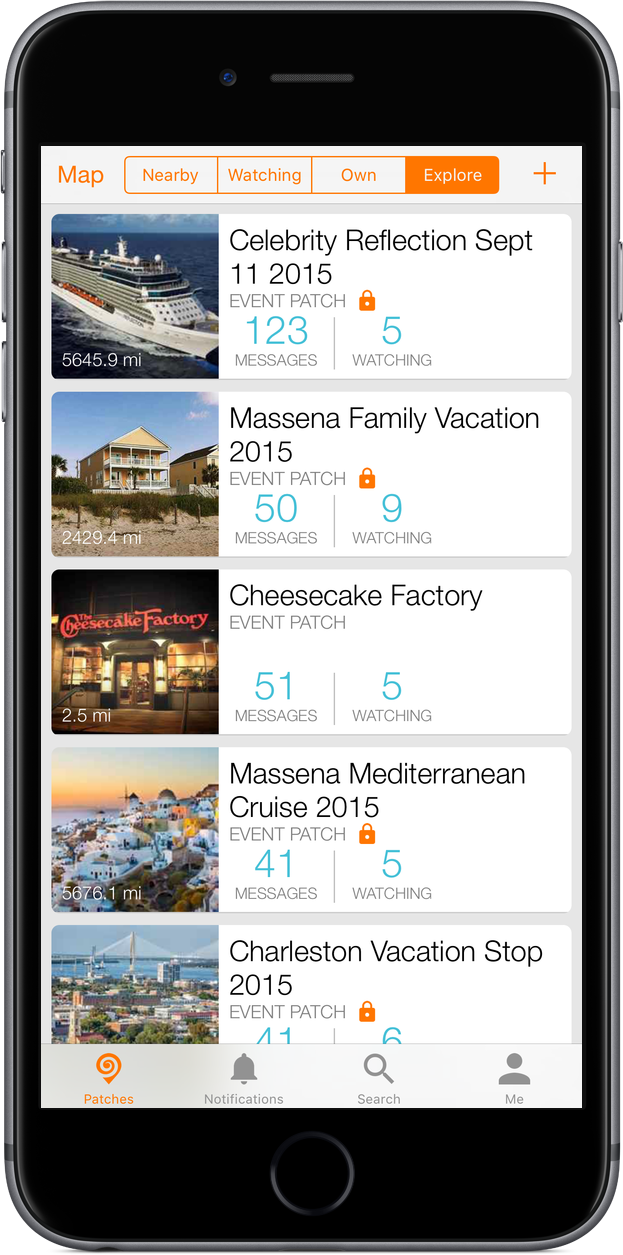 Map
Nearby
Watching
Own
Explore
+
Celebrity Reflection Sept
11 2015
EVENT PATCH
123
5
MESSAGES
WATCHING
5645.9 mi
Massena Family Vacation
2015
EVENT PATCH
50
9
MESSAGES
WATCHING
2429.4 mi
The
Cheesecake Factory
Cheesecake Factory
EVENT PATCH
51
5
MESSAGES
WATCHING
2.5 mi
Massena Mediterranean
Cruise 2015
EVENT PATCH
41
5
MESSAGES
WATCHING
5676.1 mi
Charleston Vacation Stop
2015
EVENT PATCH
41
6
Patches
Notifications
Search
Me